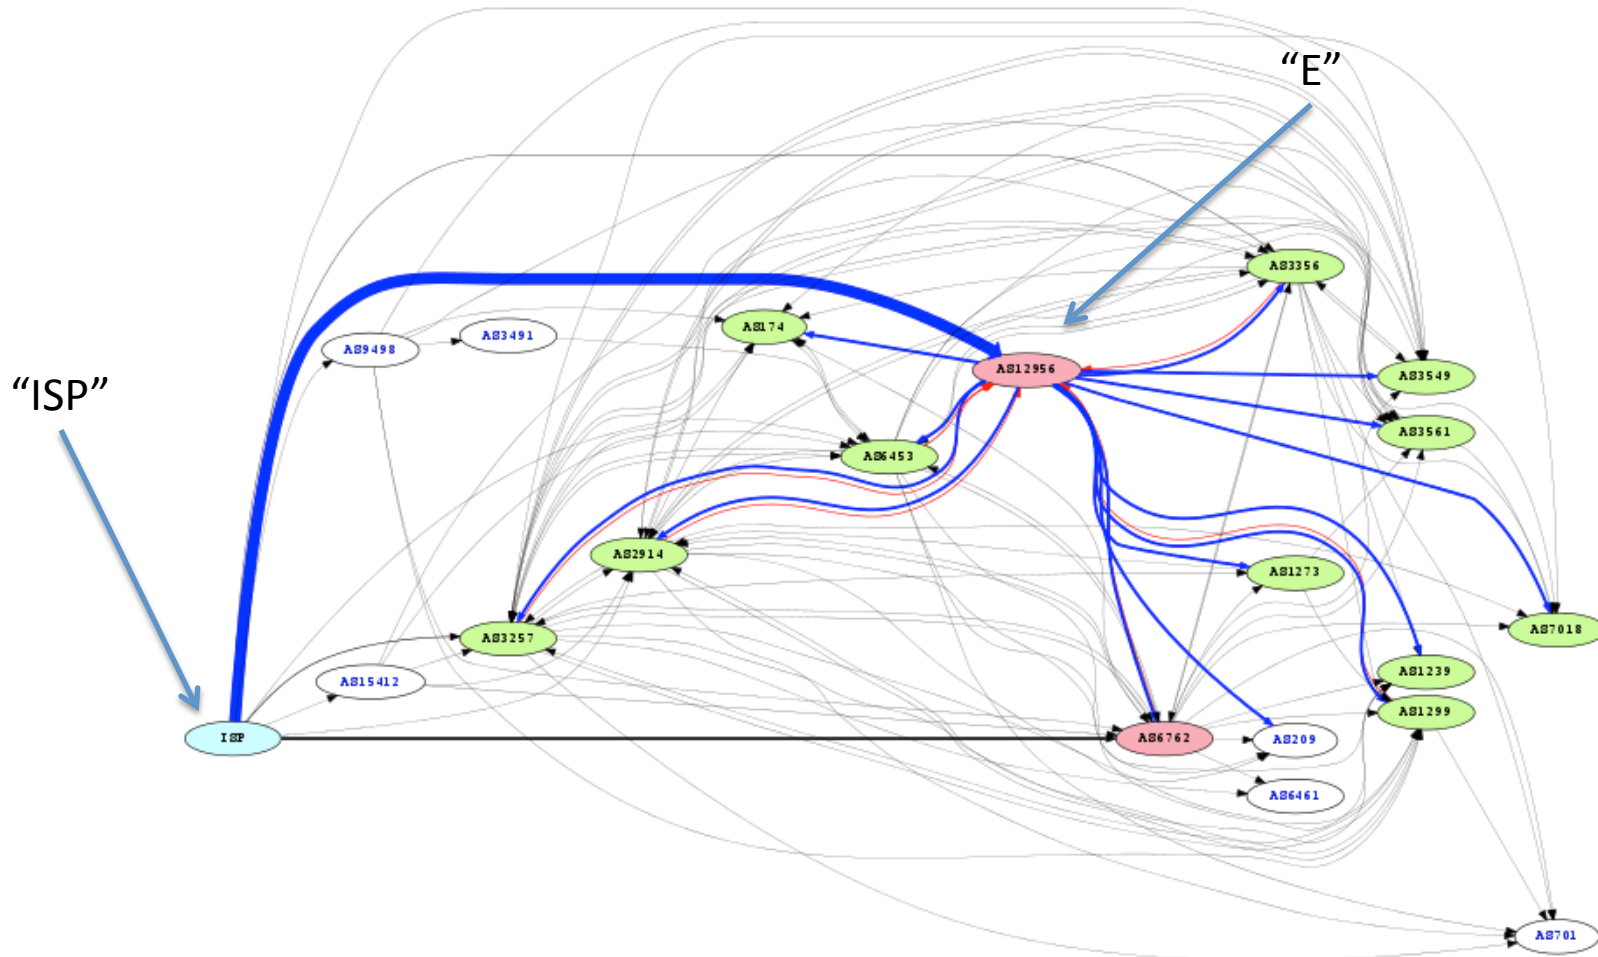 “E”
AS3356
AS174
AS3491
AS9498
AS12956
“ISP”
AS3549
AS3561
AS6453
AS2914
AS1273
AS7018
AS3257
AS1239
AS15412
AS1299
ISP
AS6762
AS209
AS6461
AS701